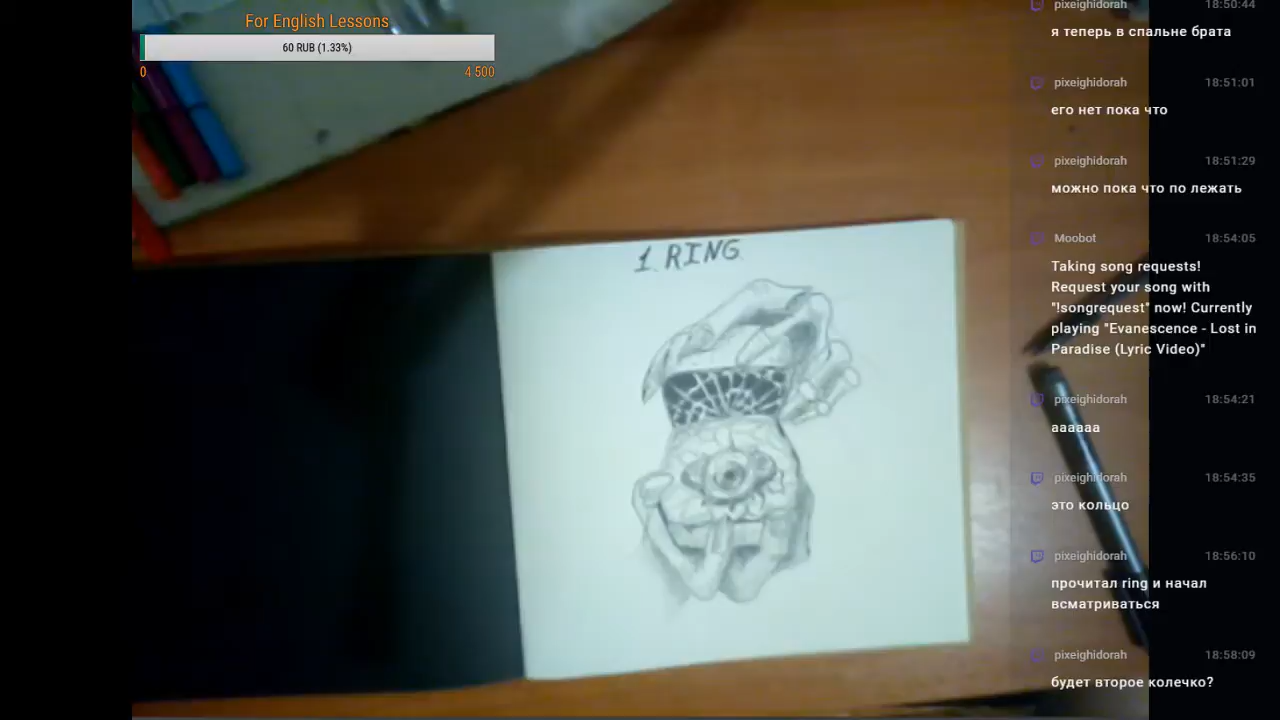 For English Lessons
60 RUB (1.33%)
0
4 500
1. RING
pixeighidorah 18:50:44
я теперь в спальне брата
pixeighidorah 18:51:01
его нет пока что
pixeighidorah 18:51:29
можно пока что по лежать
Moobot 18:54:05
Taking song requests!
Request your song with
"!songrequest" now! Currently
playing "Evanescence - Lost in
Paradise (Lyric Video)"
pixeighidorah 18:54:21
аааааа
pixeighidorah 18:54:35
это кольцо
pixeighidorah 18:56:10
прочитал ring и начал
всматриваться
pixeighidorah 18:58:09
будет второе колечко?